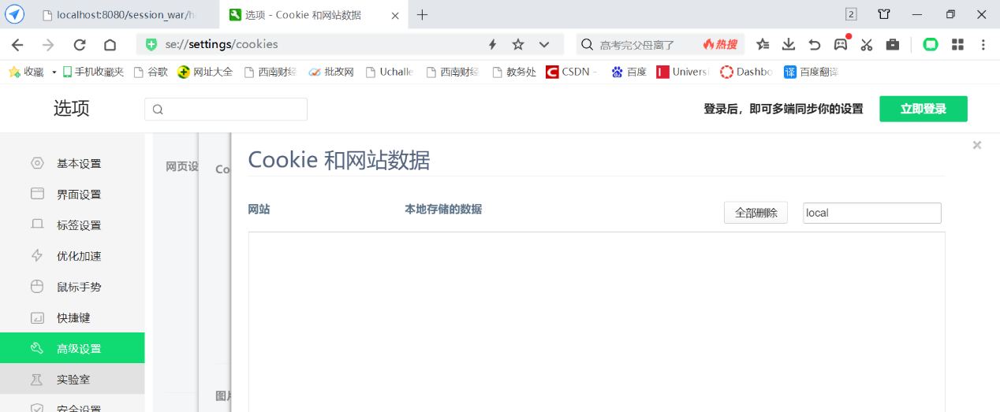 localhost:8080/session_war/h
选项 - Cookie 和网站数据
2
se://settings/cookies
高考完父母离了
热搜
收藏
手机收藏夹
谷歌
网址大全
西南财经
批改网
Uchalle
西南财经
教务处
CSDN -
百度
Universi
Dashbo
译 百度翻译
选项
登录后，即可多端同步你的设置
立即登录
基本设置
界面设置
标签设置
优化加速
鼠标手势
快捷键
高级设置
实验室
安全设置
网页设
Co
图片
Cookie 和网站数据
网站
本地存储的数据
全部删除
local